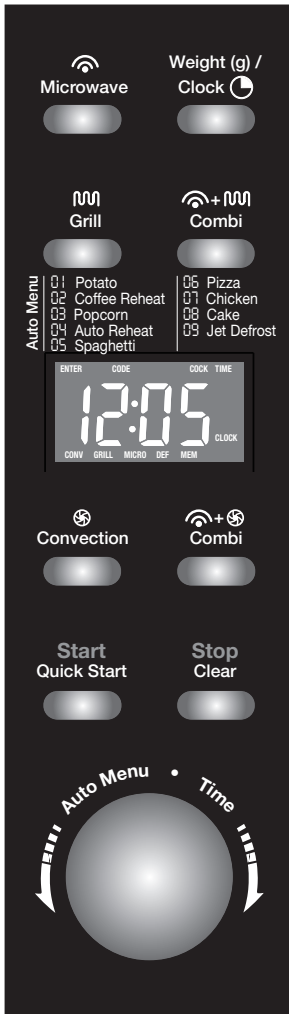 Microwave
Weight (g) /
Clock
Grill
+
Combi
Auto Menu
01 Potato
02 Coffee Reheat
03 Popcorn
04 Auto Reheat
05 Spaghetti
06 Pizza
07 Chicken
08 Cake
09 Jet Defrost
ENTER CODE COCK TIME
12:05
CLOCK
CONV GRILL MICRO DEF MEM
Convection
+
Combi
Start
Quick Start
Stop
Clear
Auto Menu • Time